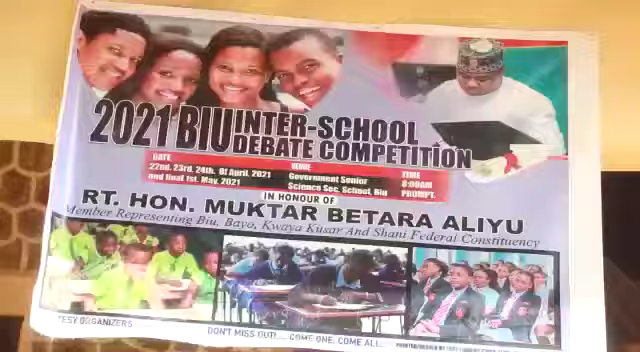 2021 BIU INTER-SCHOOL
DEBATE COMPETITION
DATE
22nd. 23rd. 24th. Of April. 2021
and final 1st. May. 2021
VENUE
Government Senior
Science Sec. School, Biu
TIME
8:00AM
PROMPT.
IN HONOUR OF
RT. HON. MUKTAR BETARA ALIYU
Member Representing Biu, Bayo, Kwaya Kusar And Shani Federal Constituency
ORGANIZERS
DON'T MISS OUT!.... COME ONE, COME ALL..